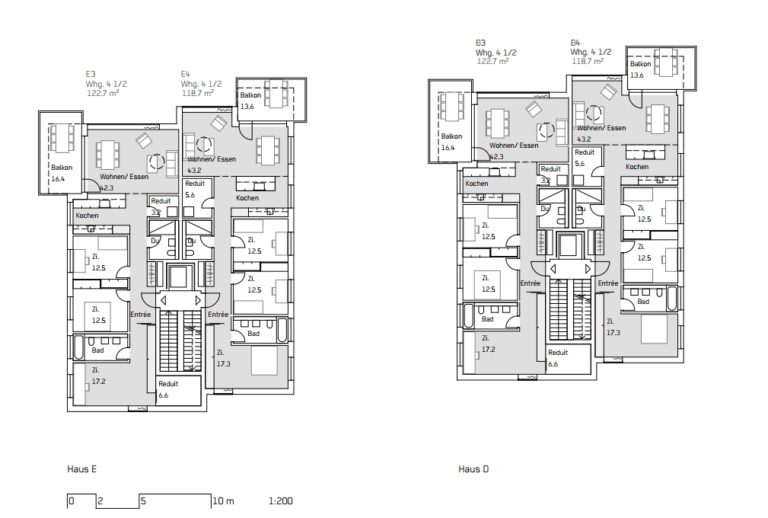 E3
Whg. 4 1/2
122.7 m²
E4
Whg. 4 1/2
118.7 m²
Balkon
13.6
Balkon
16.4
Wohnen/ Essen
42.3
Wohnen/ Essen
43.2
Reduit
3.2
Reduit
5.6
Kochen
Kochen
Du
Zi.
12.5
Zi.
12.5
Zi.
12.5
Zi.
12.5
Entrée
Entrée
Bad
Bad
Zi.
17.2
Zi.
17.3
Reduit
6.6
Haus E
B3
Whg. 4 1/2
122.7 m²
B4
Whg. 4 1/2
118.7 m²
Balkon
13.6
Balkon
16.4
Wohnen/ Essen
42.3
Wohnen/ Essen
43.2
Reduit
3.2
Reduit
5.6
Kochen
Kochen
Du
Zi.
12.5
Zi.
12.5
Zi.
12.5
Zi.
12.5
Entrée
Entrée
Bad
Bad
Zi.
17.2
Zi.
17.3
Reduit
6.6
Haus D
0 2 5 10 m 1:200